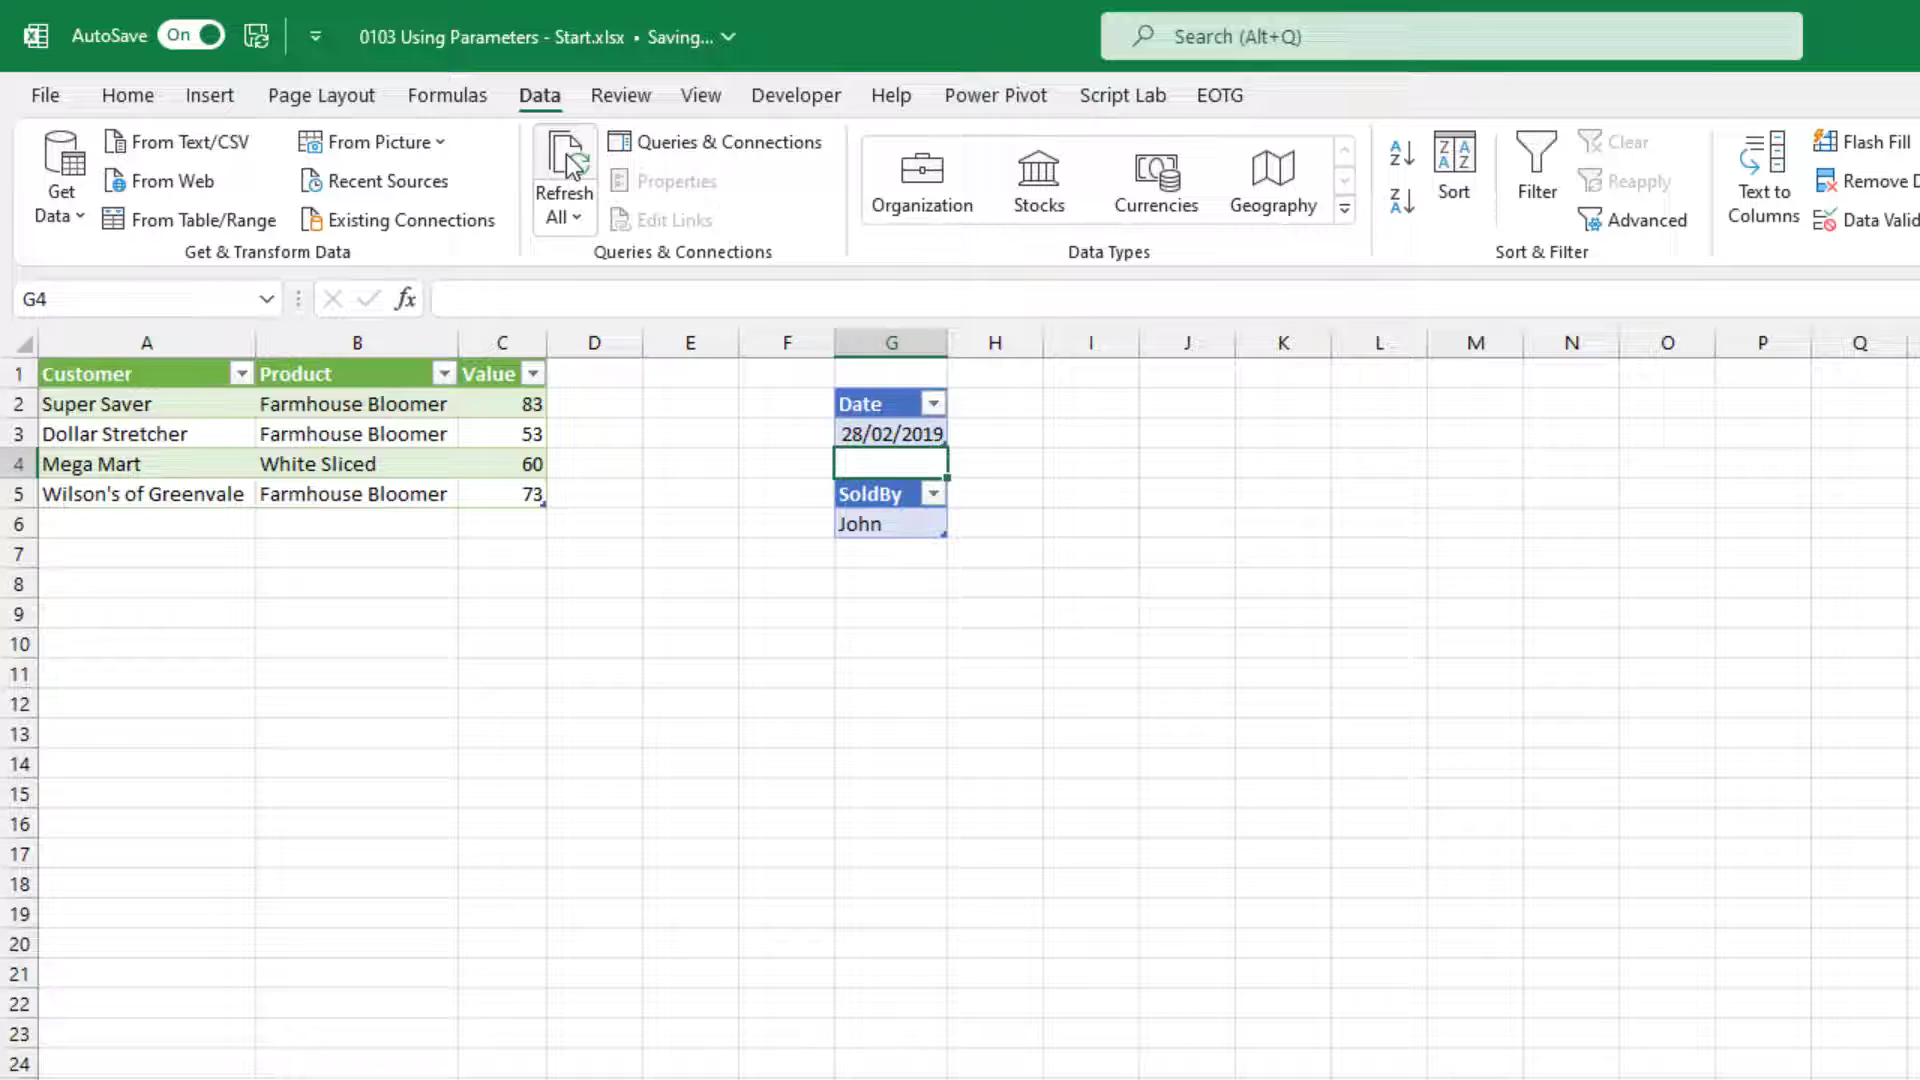 AutoSave On 0103 Using Parameters - Start.xlsx • Saving... Search (Alt+Q)
File Home Insert Page Layout Formulas Data Review View Developer Help Power Pivot Script Lab EOTG
Get Data
From Text/CSV
From Web
From Table/Range
From Picture
Recent Sources
Existing Connections
Get & Transform Data
Refresh All
Queries & Connections
Properties
Edit Links
Queries & Connections
Organization Stocks Currencies Geography
Data Types
Sort
Filter
Clear
Reapply
Advanced
Sort & Filter
Text to Columns
Flash Fill
Remove D
Data Valid
G4 fx
A B C D E F G H I J K L M N O P Q
1 Customer Product Value
2 Super Saver Farmhouse Bloomer 83 Date
3 Dollar Stretcher Farmhouse Bloomer 53 28/02/2019
4 Mega Mart White Sliced 60
5 Wilson's of Greenvale Farmhouse Bloomer 73 SoldBy
6 John
7
8
9
10
11
12
13
14
15
16
17
18
19
20
21
22
23
24